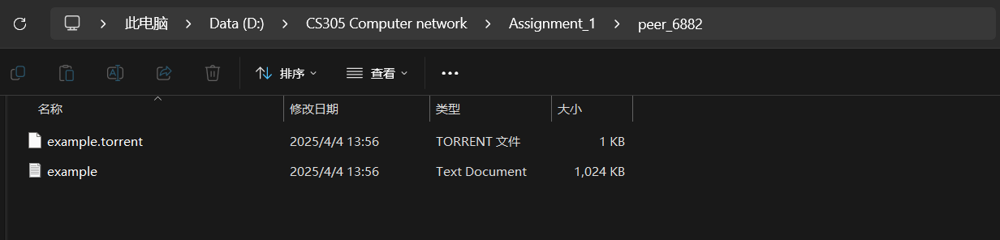 此电脑 > Data (D:) > CS305 Computer network > Assignment_1 > peer_6882
排序 查看
名称 修改日期 类型 大小
example.torrent 2025/4/4 13:56 TORRENT 文件 1 KB
example 2025/4/4 13:56 Text Document 1,024 KB